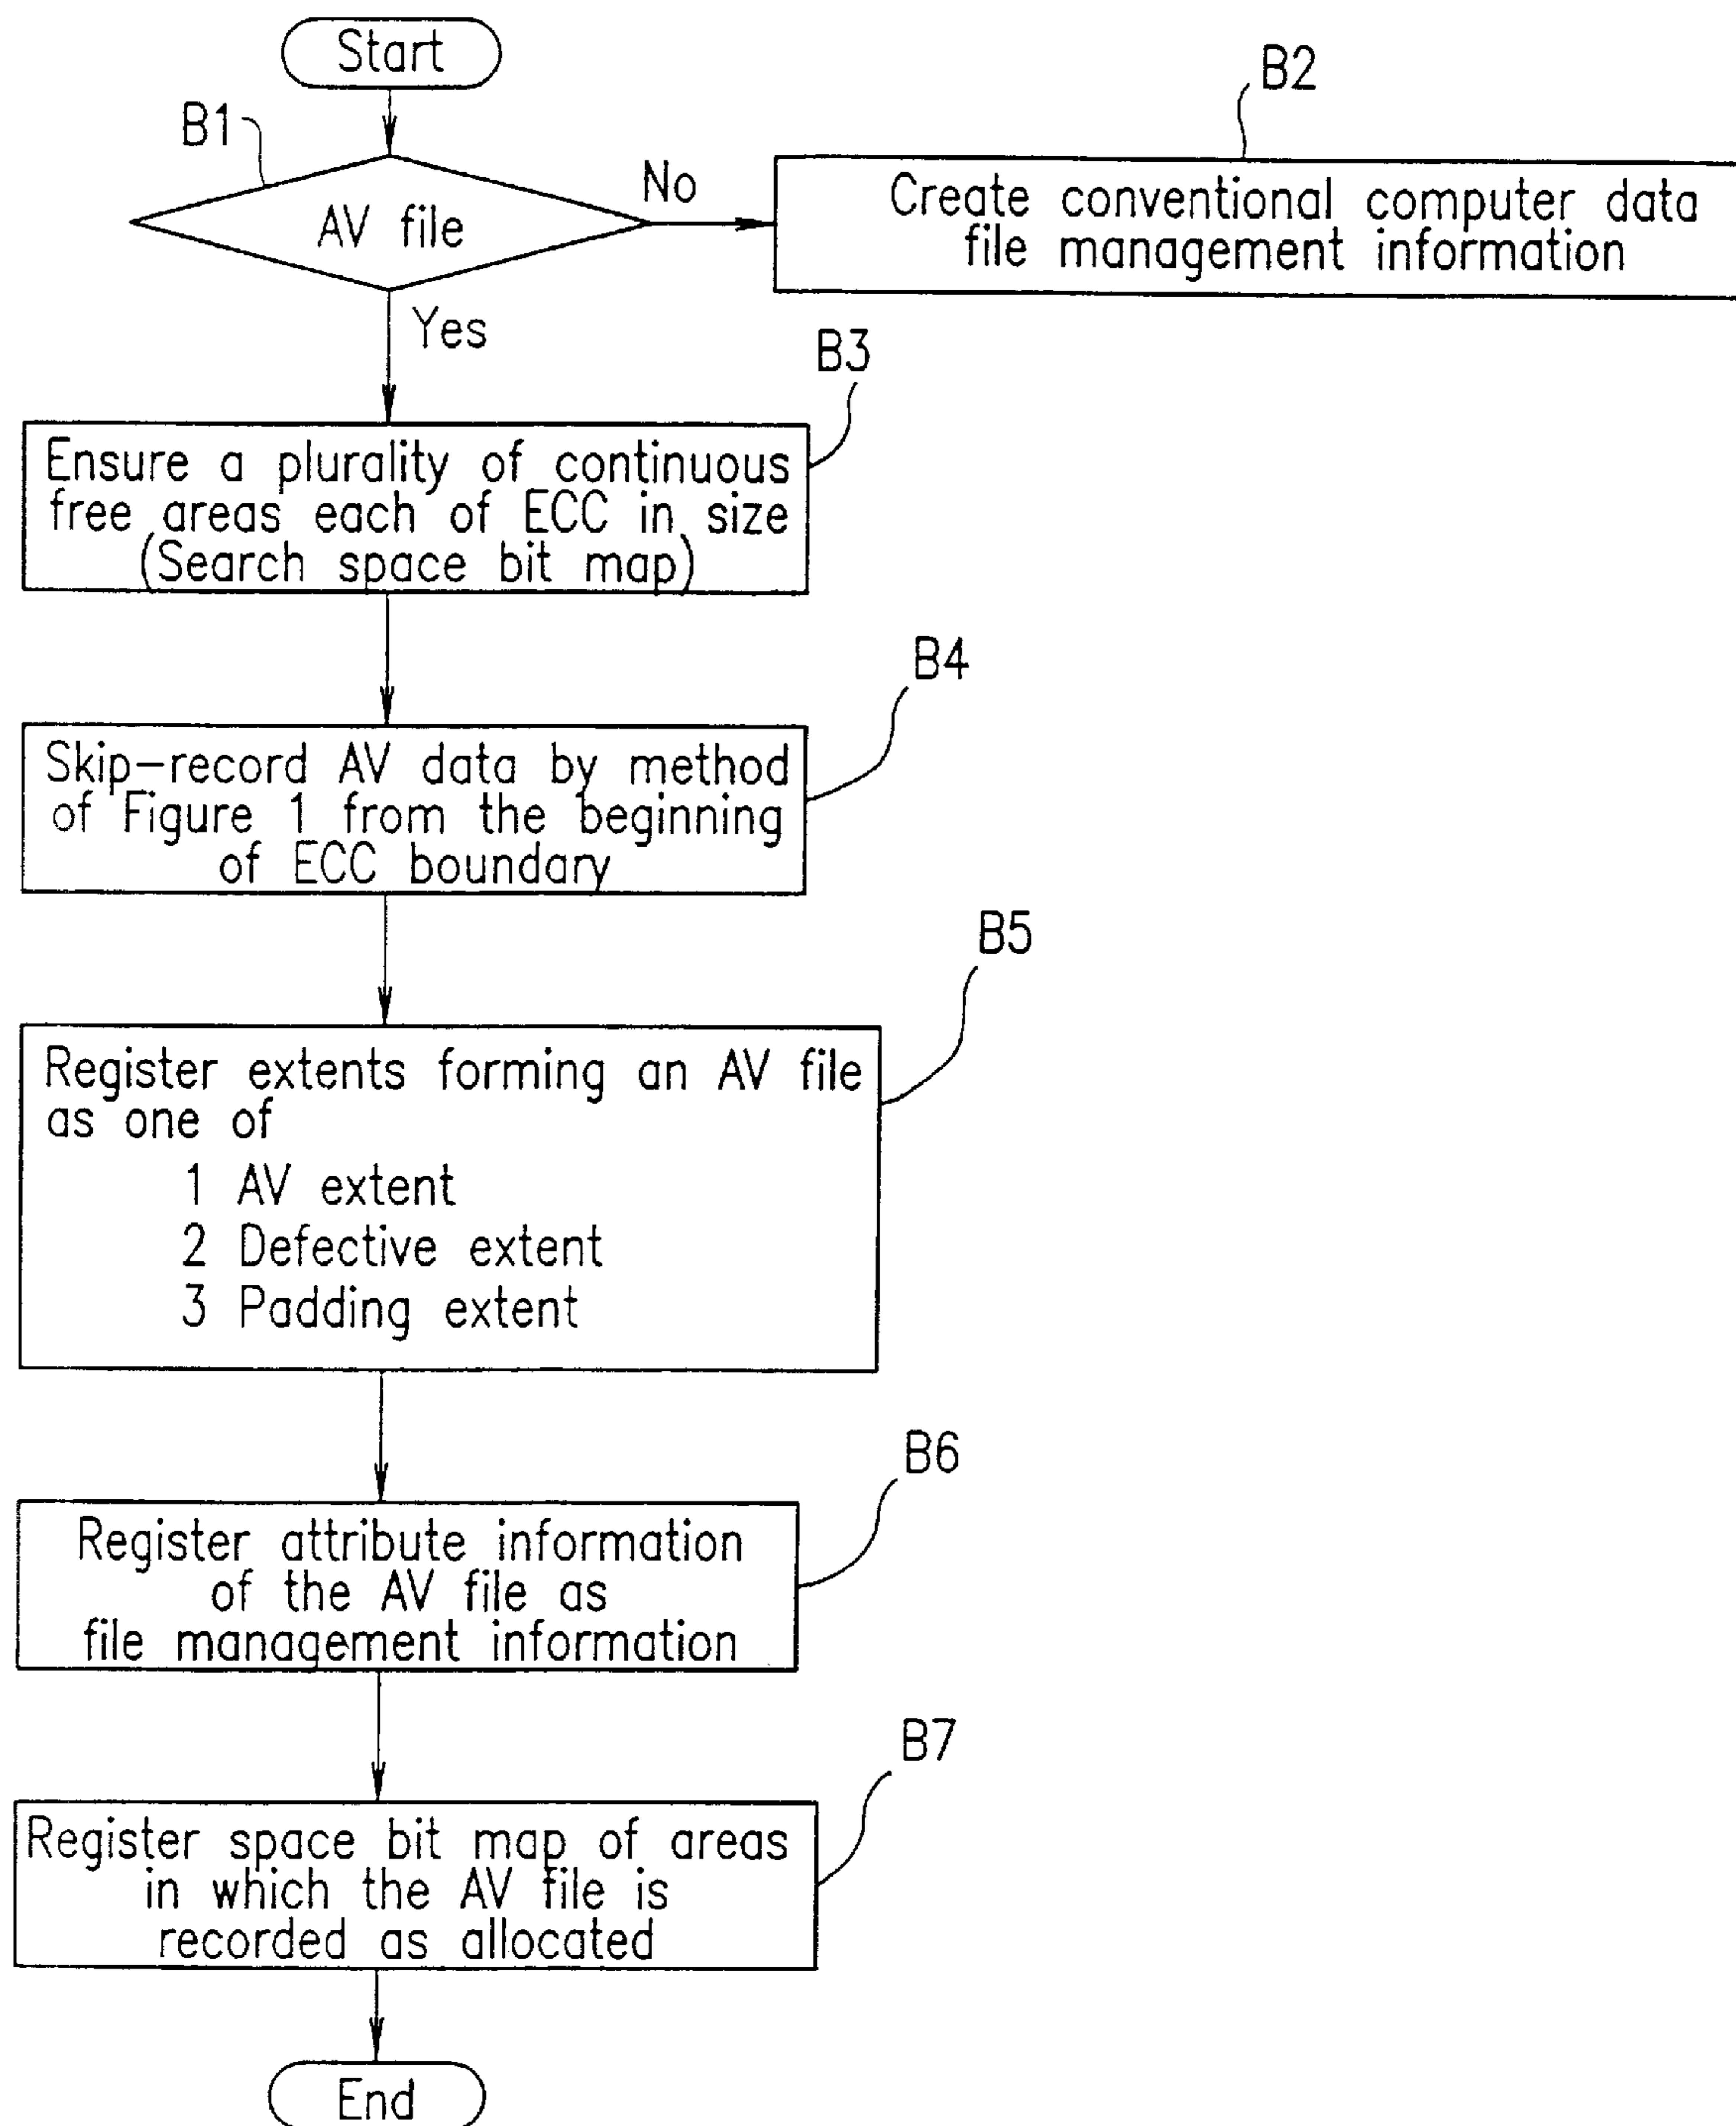 Start
B1
B2
AV file
No
Create conventional computer data
file management information
Yes
B3
Ensure a plurality of continuous
free areas each of ECC in size
(Search space bit map)
B4
Skip-record AV data by method
of Figure 1 from the beginning
of ECC boundary
B5
Register extents forming an AV file
as one of
1 AV extent
2 Defective extent
3 Padding extent
B6
Register attribute information
of the AV file as
file management information
B7
Register space bit map of areas
in which the AV file is
recorded as allocated
End